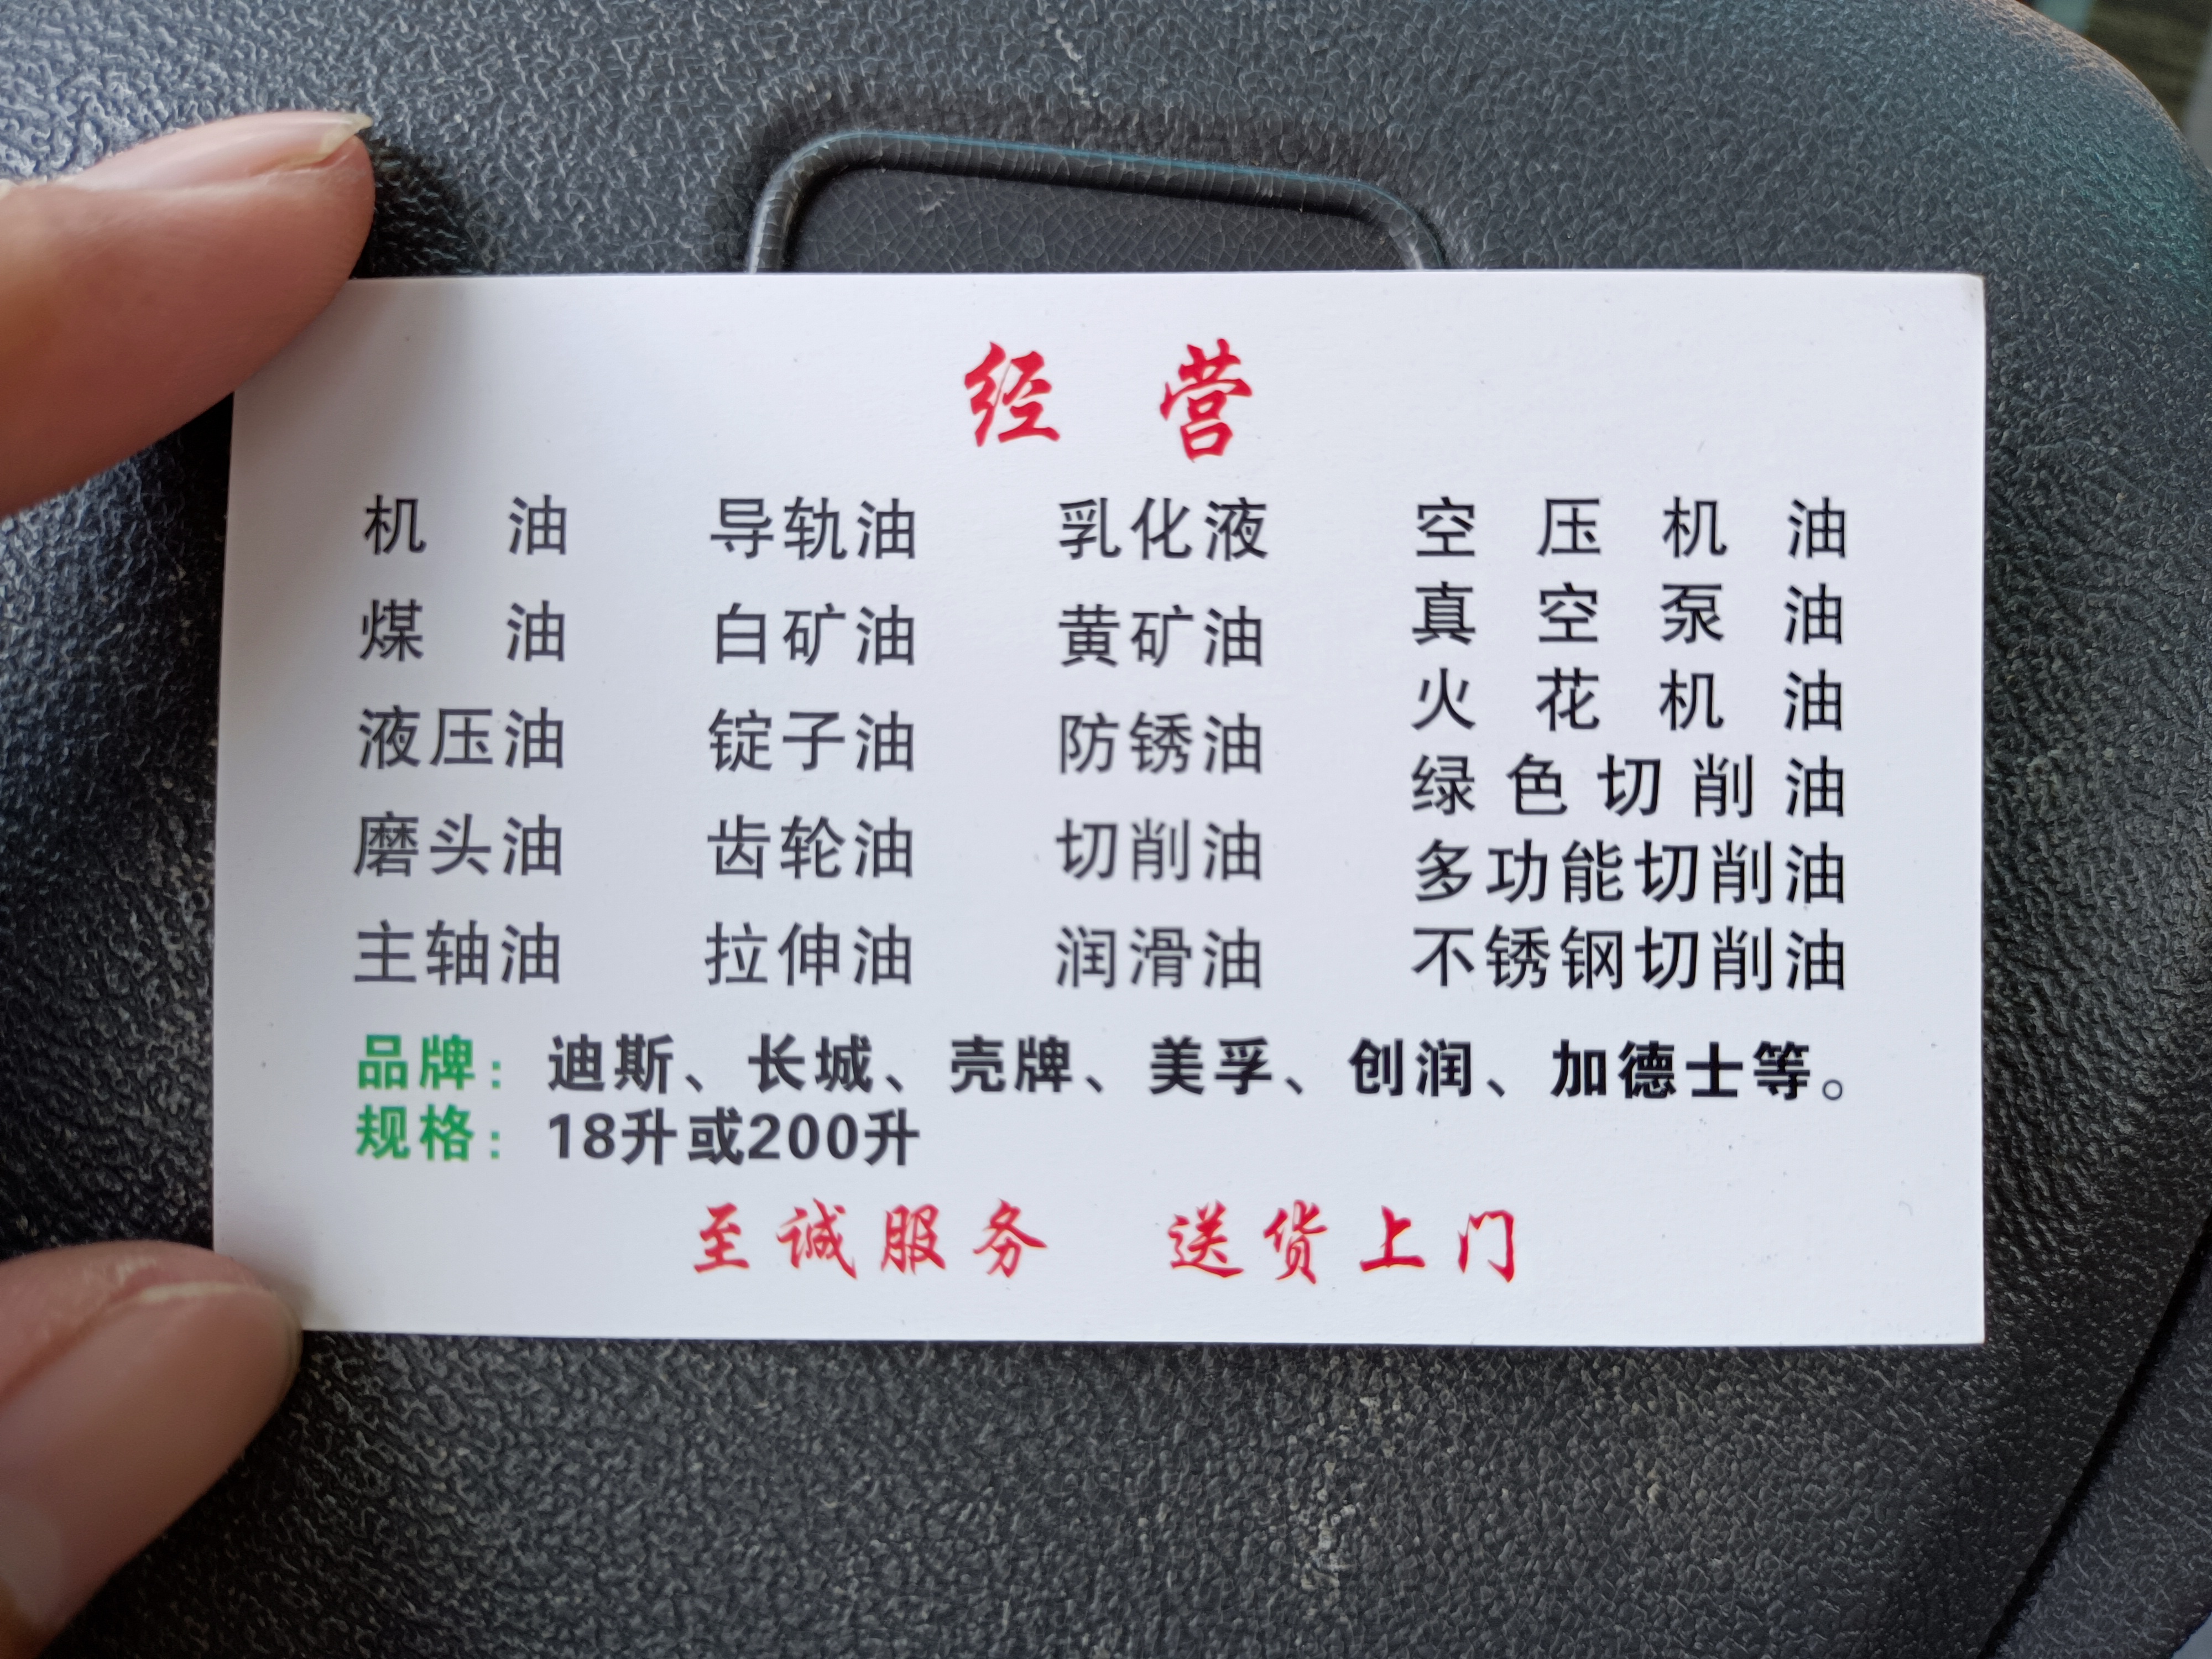 经营
机油 导轨油 乳化液 空压机油
煤油 白矿油 黄矿油 真空泵油
液压油 锭子油 防锈油 火花机油
绿色切削油
磨头油 齿轮油 切削油 多功能切削油
主轴油 拉伸油 润滑油 不锈钢切削油
品牌：迪斯、长城、壳牌、美孚、创润、加德士等。
规格：18升或200升
至诚服务 送货上门